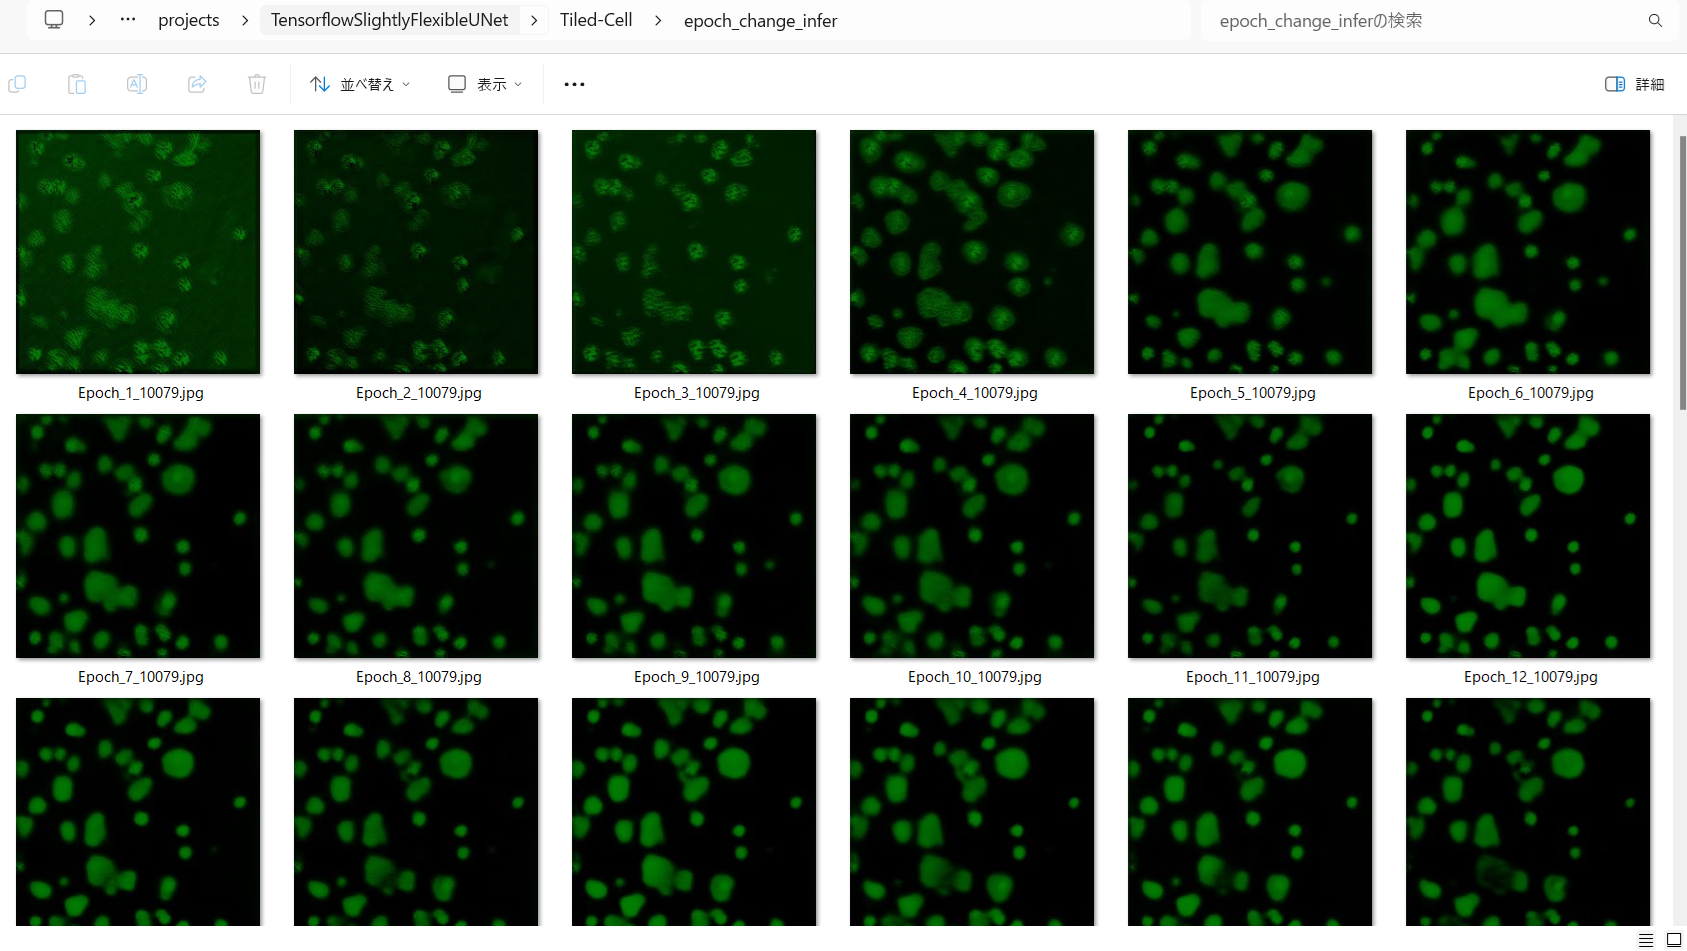 … > projects > TensorflowSlightlyFlexibleUNet > Tiled-Cell > epoch_change_infer
epoch_change_inferの検索
並べ替え
表示
詳細
Epoch_1_10079.jpg
Epoch_2_10079.jpg
Epoch_3_10079.jpg
Epoch_4_10079.jpg
Epoch_5_10079.jpg
Epoch_6_10079.jpg
Epoch_7_10079.jpg
Epoch_8_10079.jpg
Epoch_9_10079.jpg
Epoch_10_10079.jpg
Epoch_11_10079.jpg
Epoch_12_10079.jpg